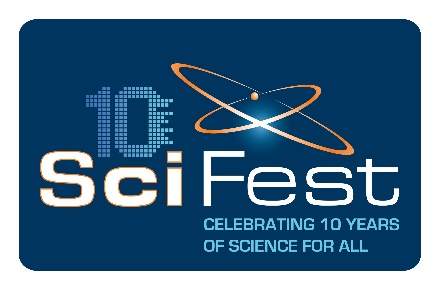 10
SciFest
CELEBRATING 10 YEARS
OF SCIENCE FOR ALL